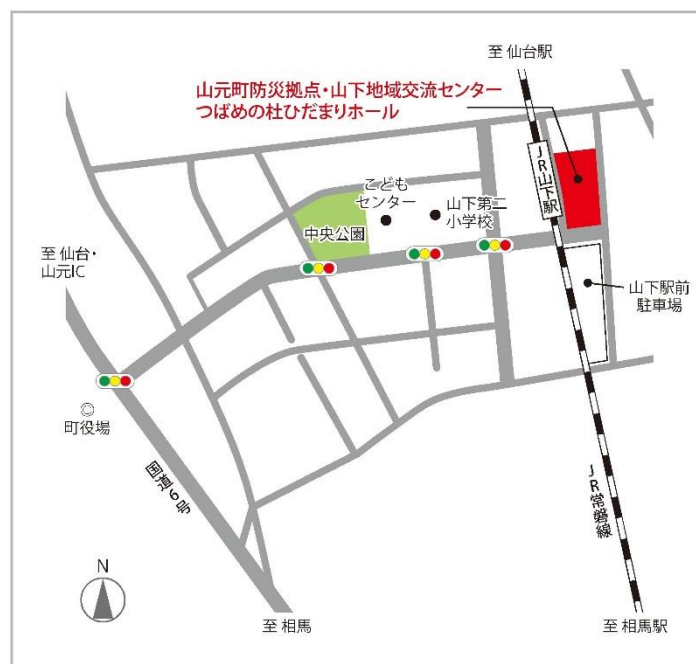 至 仙台駅
山元町防災拠点・山下地域交流センター
つばめの杜ひだまりホール
JR山下駅
こども
センター
山下第二
小学校
中央公園
至 仙台・
山元IC
山下駅前
駐車場
町役場
国道6号
JR常磐線
N
至 相馬
至 相馬駅